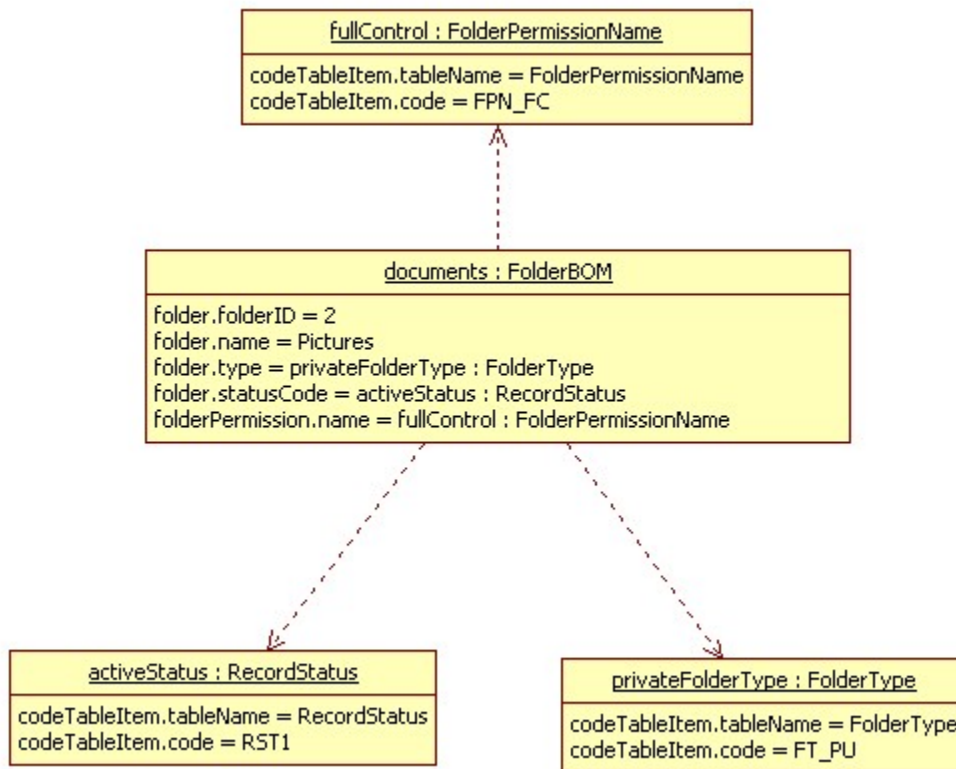 fullControl : FolderPermissionName
codeTableItem.tableName = FolderPermissionName
codeTableItem.code = FPN_FC
documents : FolderBOM
folder.folderID = 2
folder.name = Pictures
folder.type = privateFolderType : FolderType
folder.statusCode = activeStatus : RecordStatus
folderPermission.name = fullControl : FolderPermissionName
activeStatus : RecordStatus
codeTableItem.tableName = RecordStatus
codeTableItem.code = RST1
privateFolderType : FolderType
codeTableItem.tableName = FolderType
codeTableItem.code = FT_PU